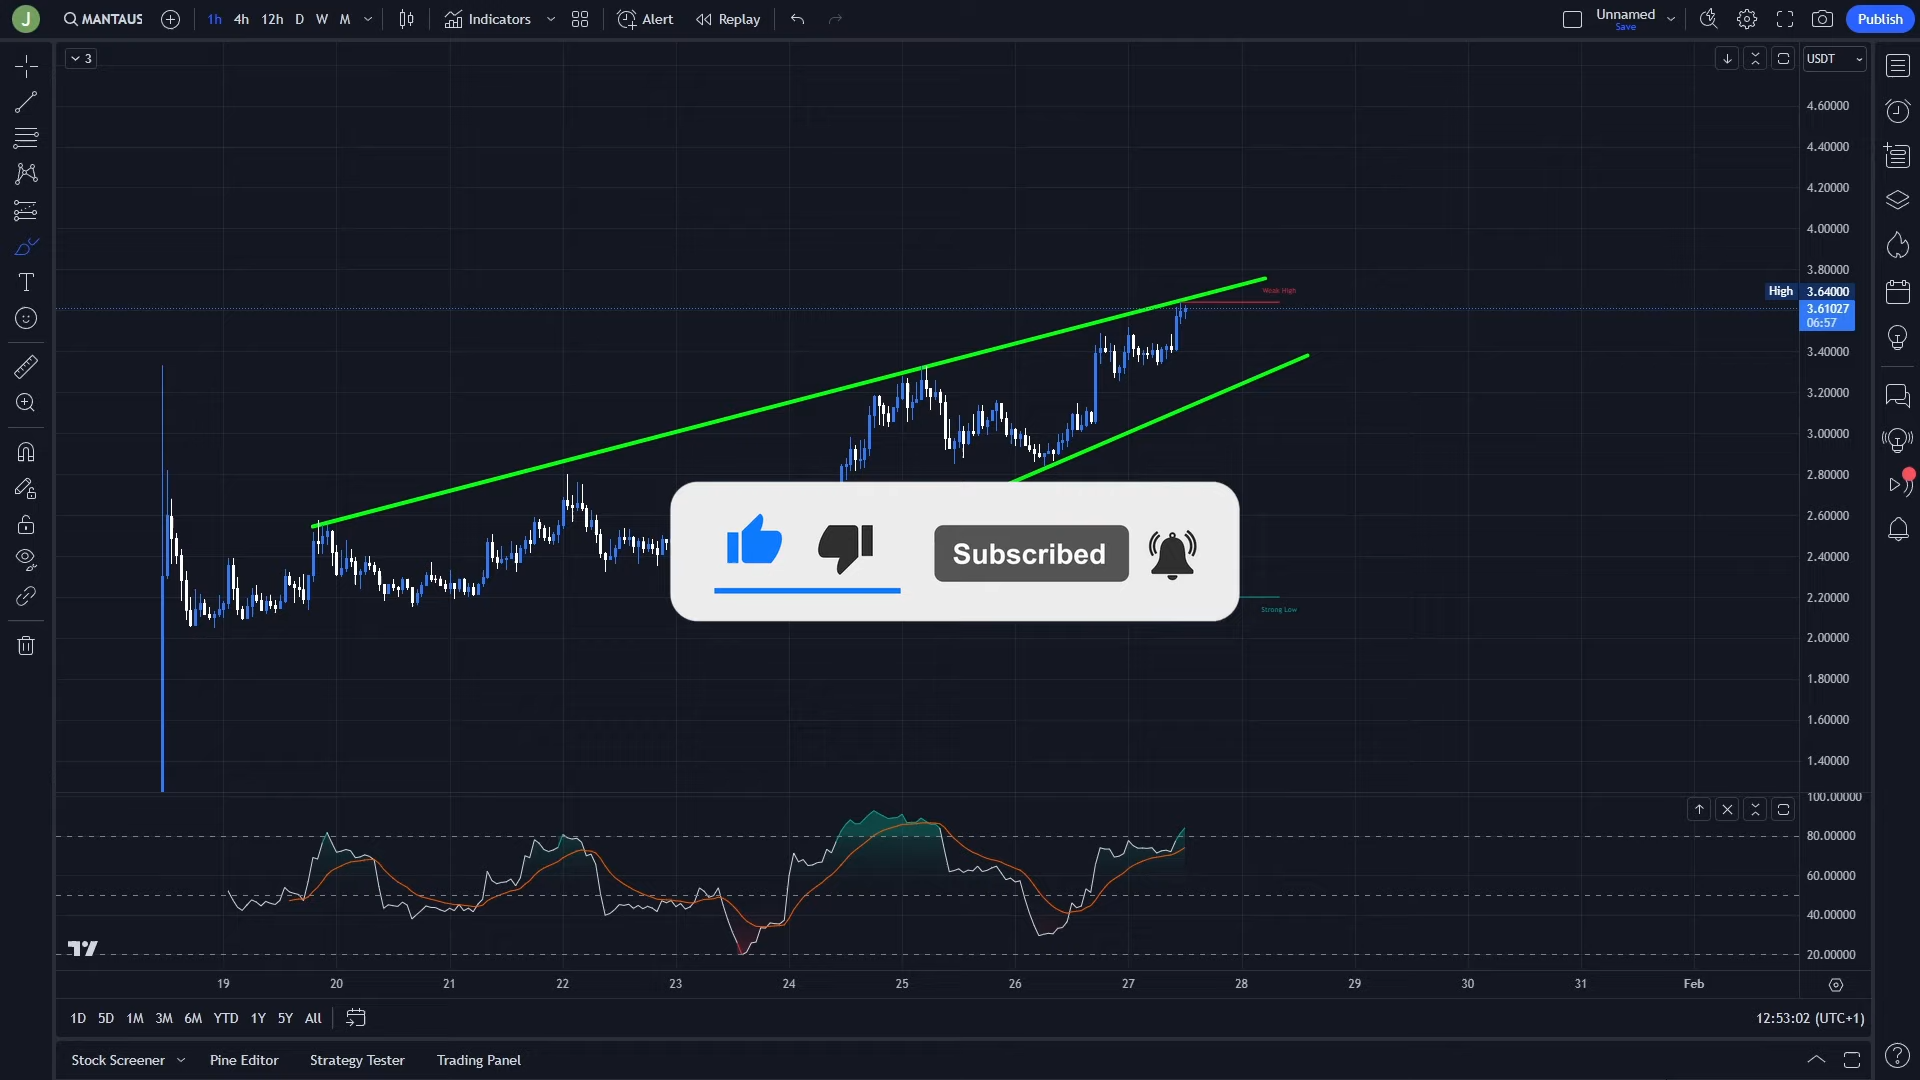 J
MANTAUS
1h 4h 12h D W M
Indicators
Alert
Replay
Unnamed
Save
Publish
3
USDT
4.60000
4.40000
4.20000
4.00000
3.80000
Weak High
High 3.64000
3.61027
06:57
3.40000
3.20000
3.00000
2.80000
2.60000
2.40000
Subscribed
2.20000
Strong Low
2.00000
1.80000
1.60000
1.40000
100.00000
80.00000
60.00000
40.00000
20.00000
19 20 21 22 23 24 25 26 27 28 29 30 31 Feb
1D 5D 1M 3M 6M YTD 1Y 5Y All
12:53:02 (UTC+1)
Stock Screener Pine Editor Strategy Tester Trading Panel